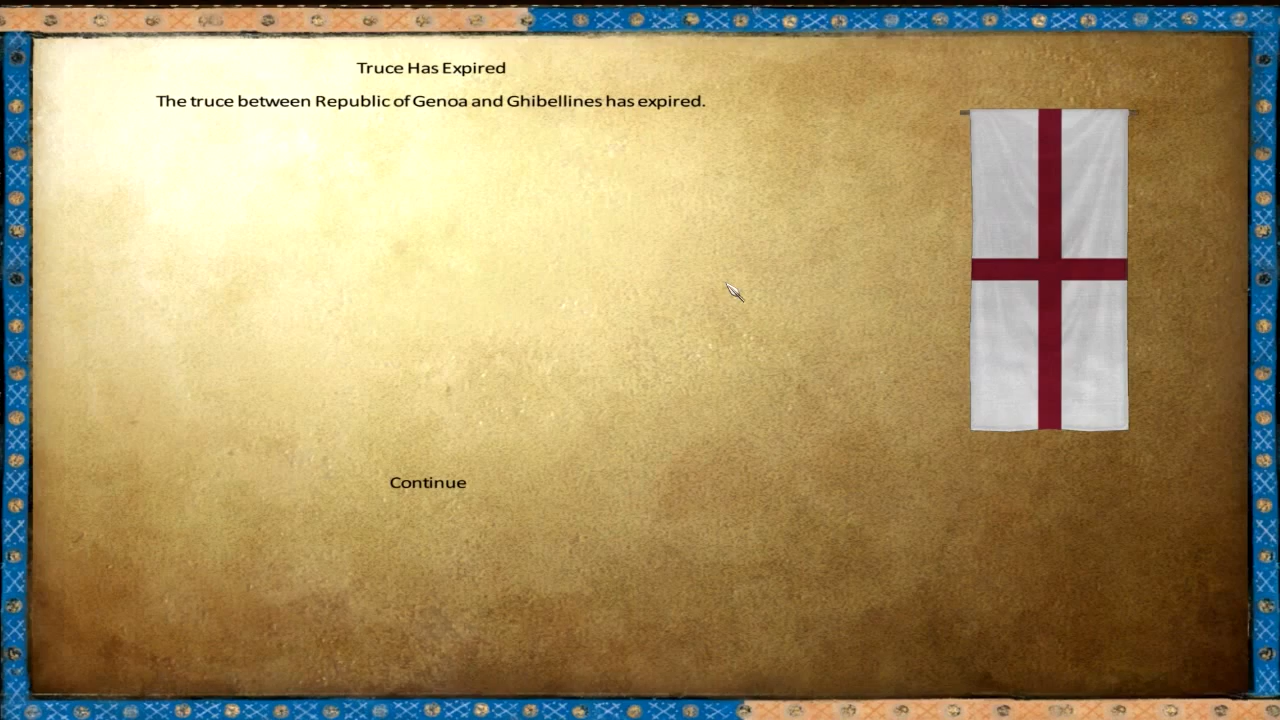 Truce Has Expired
The truce between Republic of Genoa and Ghibellines has expired.
Continue